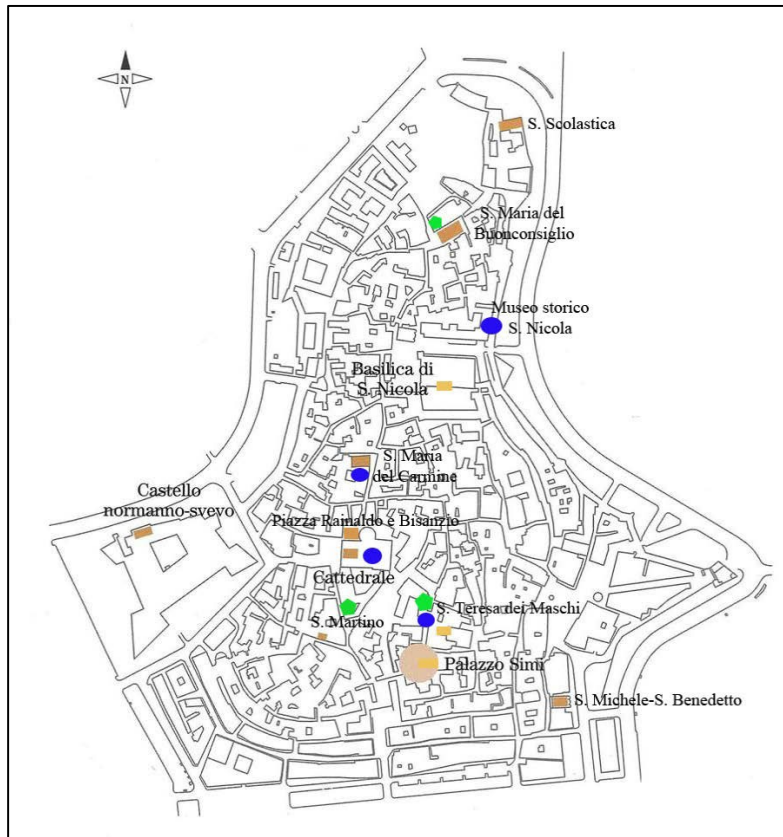 N
S. Scolastica
S. Maria del
Buonconsiglio
Museo storico
S. Nicola
Basilica di
S. Nicola
S. Maria
del Carmine
Castello
normanno-svevo
Piazza Rainaldo e Bisanzio
Cattedrale
S. Martino
S. Teresa dei Maschi
Palazzo Simi
S. Michele-S. Benedetto